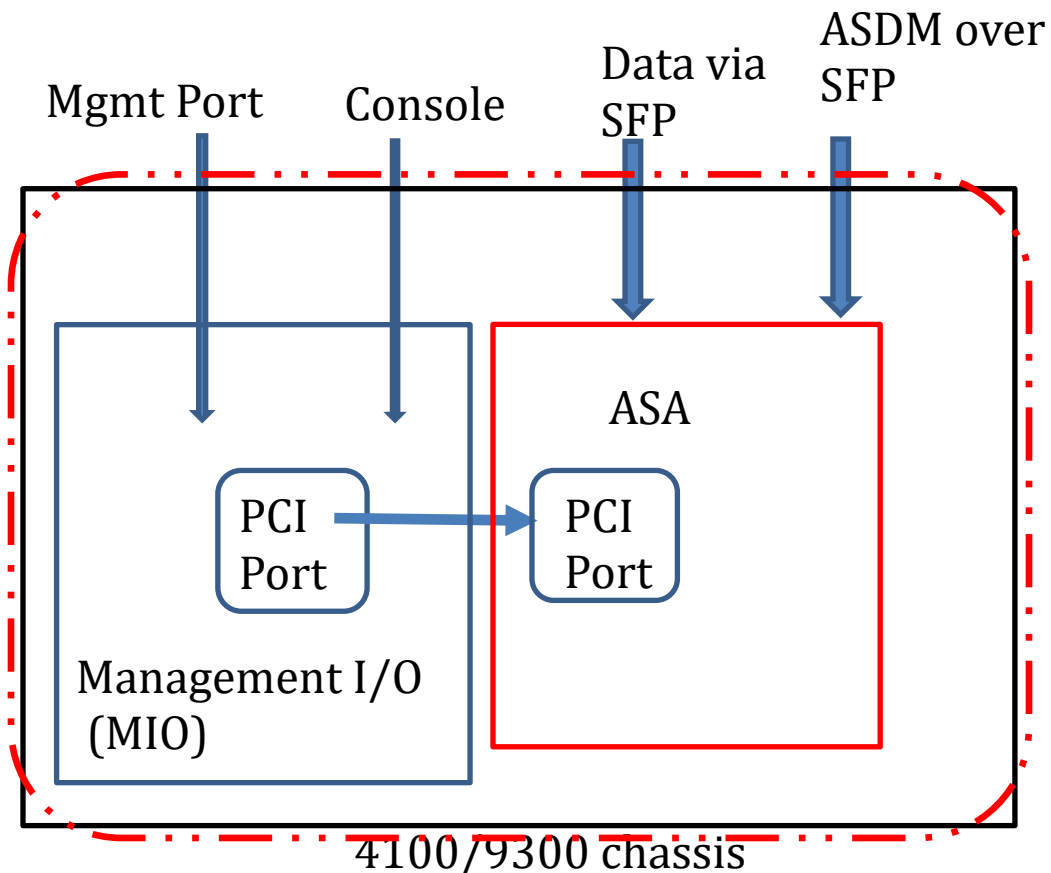 Mgmt Port
Console
Data via
SFP
ASDM over
SFP
ASA
PCI
Port
PCI
Port
Management I/O
(MIO)
4100/9300 chassis